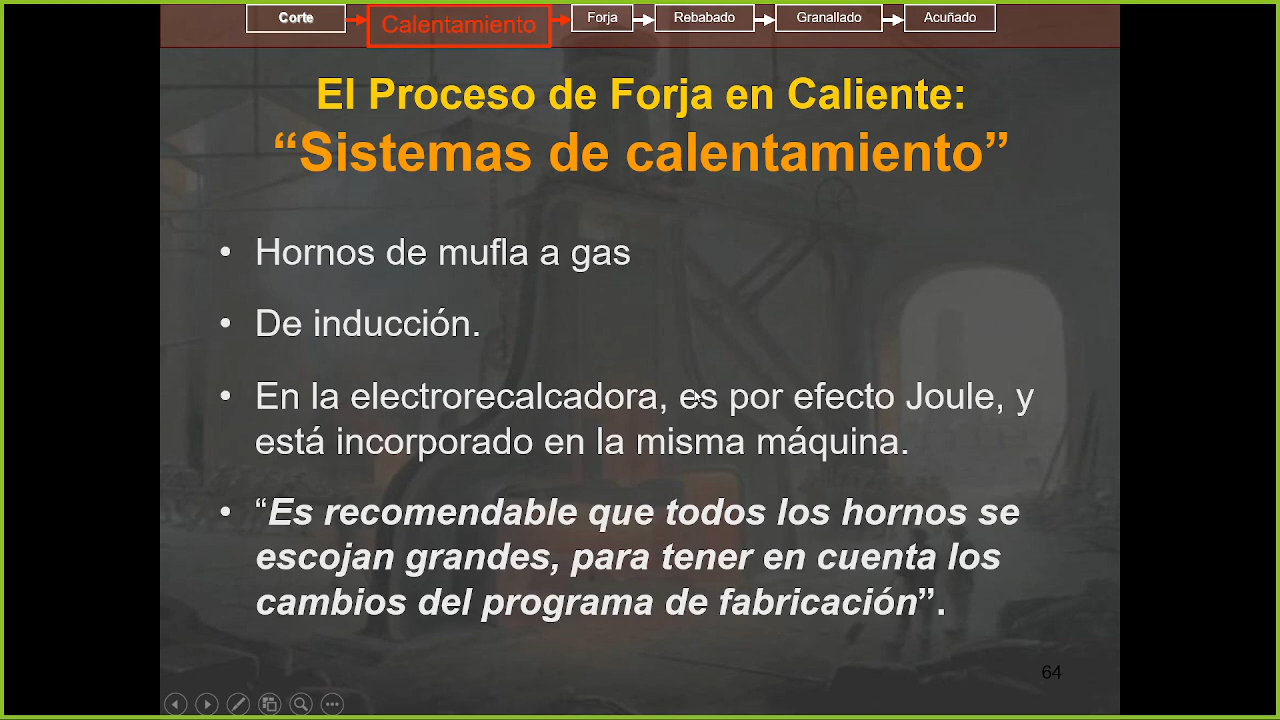 Corte
Calentamiento
Forja
Rebabado
Granallado
Acuñado
El Proceso de Forja en Caliente:
“Sistemas de calentamiento”
• Hornos de mufla a gas
• De inducción.
• En la electrorecalcadora, es por efecto Joule, y
está incorporado en la misma máquina.
• “Es recomendable que todos los hornos se
escojan grandes, para tener en cuenta los
cambios del programa de fabricación”.
64